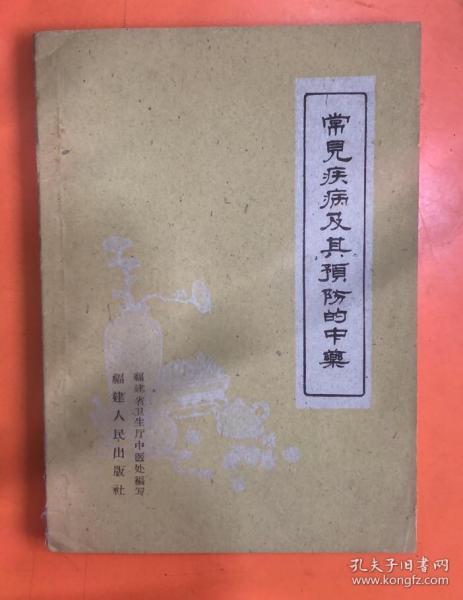 常見疾病及其預防的中藥
福建省卫生厅中医处编写
福建人民出版社
孔夫子旧书网
www.kongfz.com